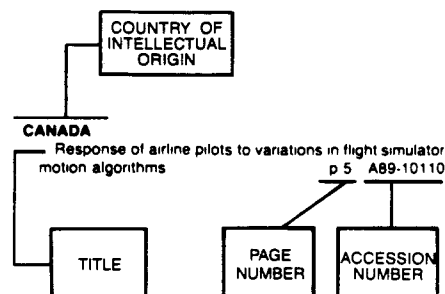 COUNTRY OF
INTELLECTUAL
ORIGIN
CANADA
Response of airline pilots to variations in flight simulator
motion algorithms
p 5 A89-10110
TITLE
PAGE
NUMBER
ACCESSION
NUMBER